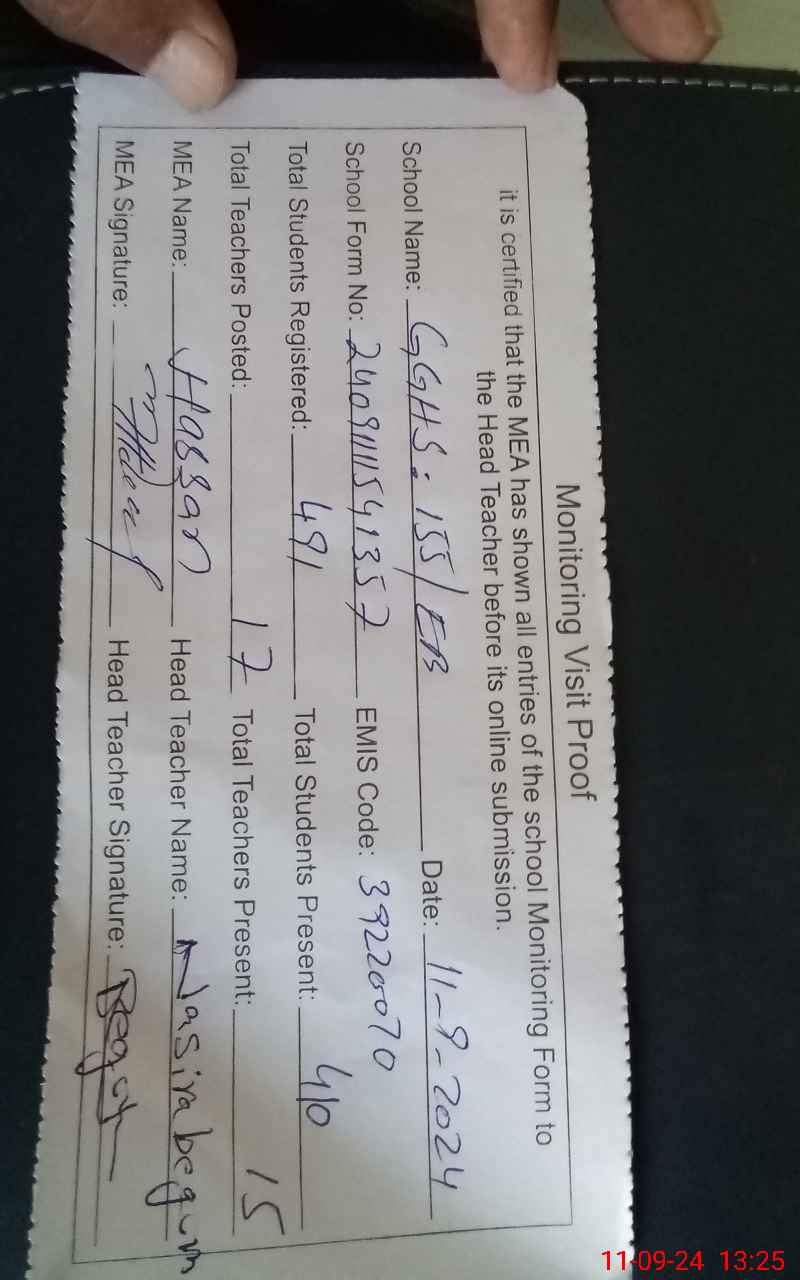 Monitoring Visit Proof
it is certified that the MEA has shown all entries of the school Monitoring Form to
the Head Teacher before its online submission.
School Name: GGHS: 155/EB Date: 11-9-2024
School Form No: 2409111541357 EMIS Code: 39220070
Total Students Registered: 491 Total Students Present: 410
Total Teachers Posted: 17 Total Teachers Present: 15
MEA Name: Hassan Head Teacher Name: Nasira begum
MEA Signature: Head Teacher Signature:
11-09-24 13:25